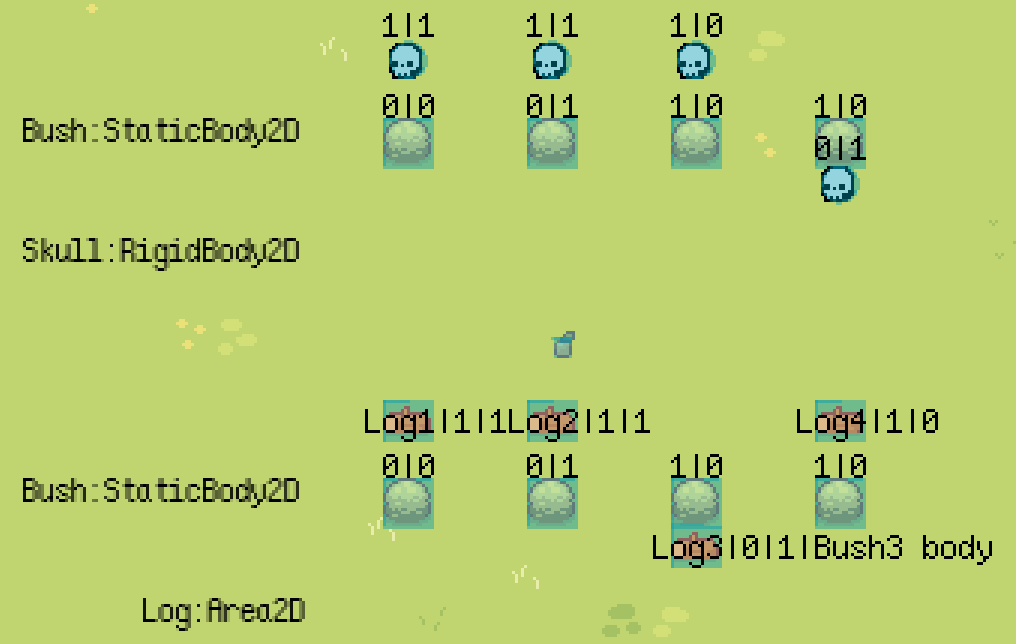 1|1 1|1 1|0
0|0 0|1 1|0 1|0
Bush:StaticBody2D
0|1
Skull:RigidBody2D
Log1|1|1Log2|1|1 Log4|1|0
0|0 0|1 1|0 1|0
Bush:StaticBody2D
Log3|0|1|Bush3 body
Log:Area2D